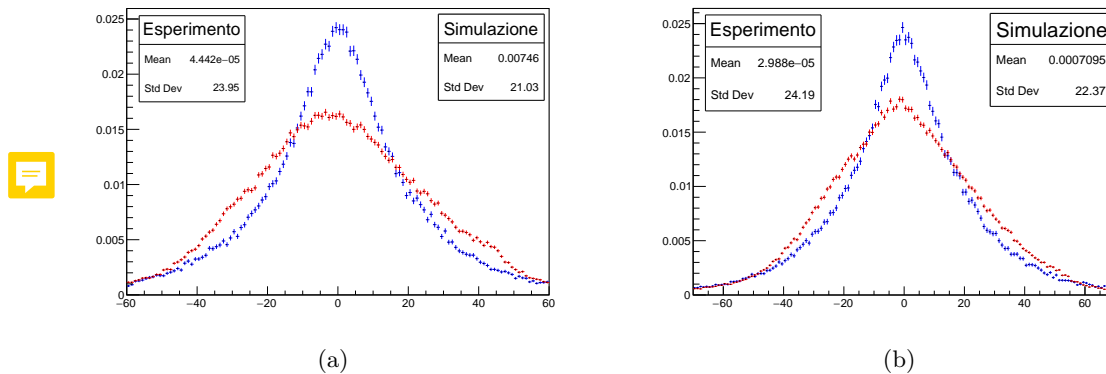 Esperimento
Mean 4.442e−05
Std Dev 23.95
Simulazione
Mean 0.00746
Std Dev 21.03
0.025
0.02
0.015
0.01
0.005
0
−60 −40 −20 0 20 40 60
(a)
Esperimento
Mean 2.988e−05
Std Dev 24.19
Simulazione
Mean 0.0007095
Std Dev 22.37
0.025
0.02
0.015
0.01
0.005
0
−60 −40 −20 0 20 40 60
(b)